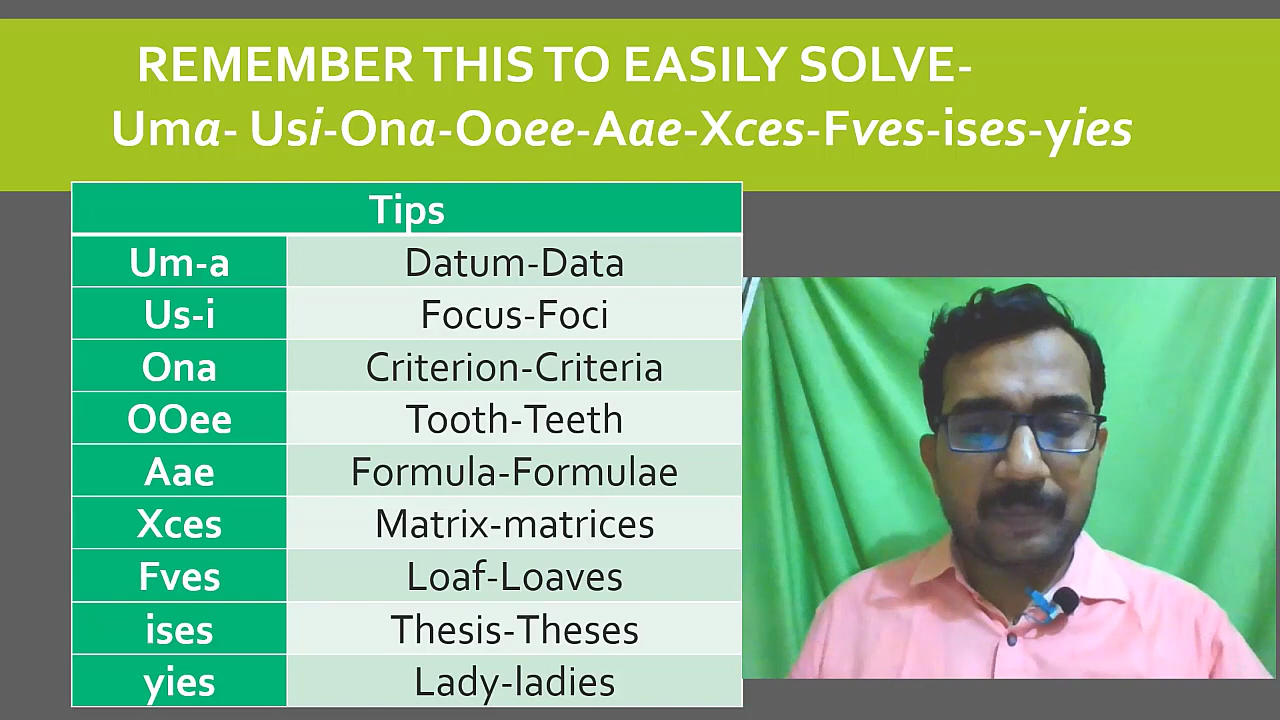 REMEMBER THIS TO EASILY SOLVE-
Uma- Usi-Ona-Ooee-Aae-Xces-Fves-ises-yies
Tips
Um-a Datum-Data
Us-i Focus-Foci
Ona Criterion-Criteria
OOee Tooth-Teeth
Aae Formula-Formulae
Xces Matrix-matrices
Fves Loaf-Loaves
ises Thesis-Theses
yies Lady-ladies